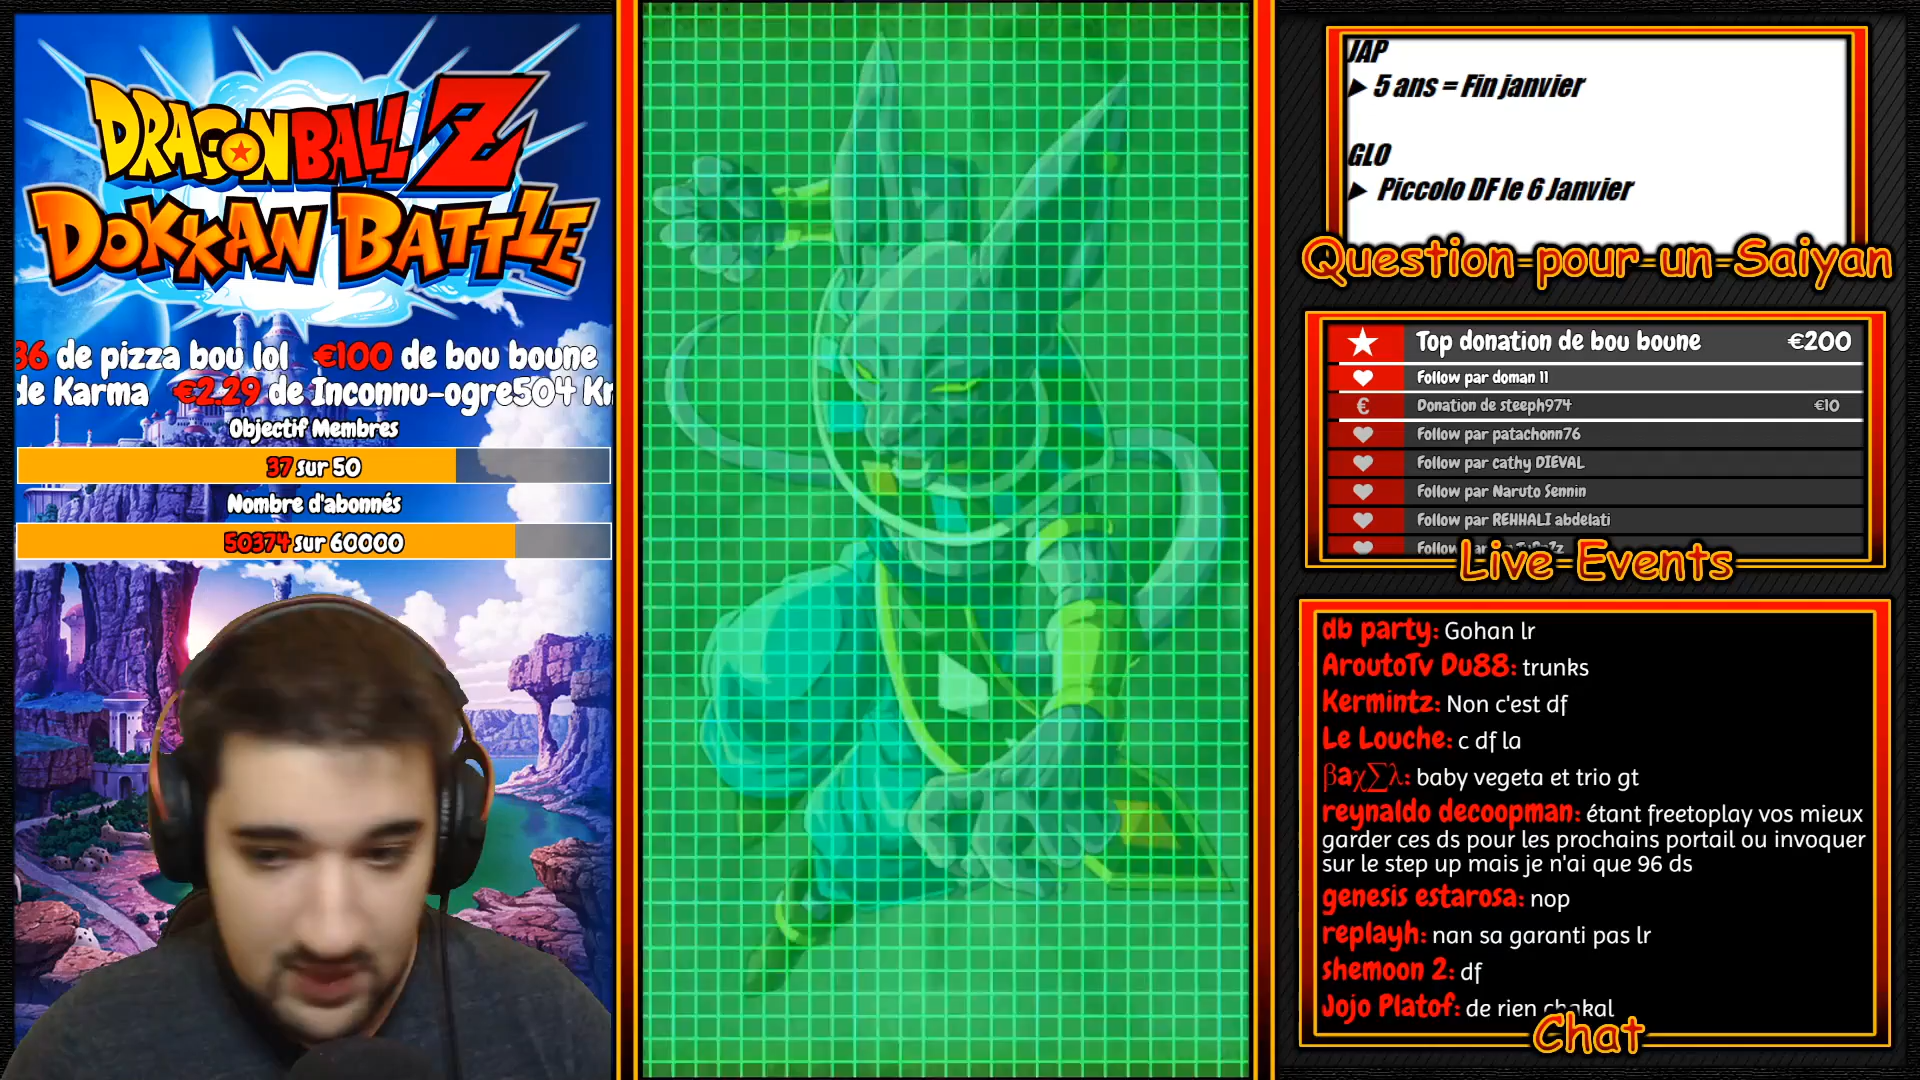 DRAGON BALL Z
DOKKAN BATTLE
36 de pizza bou lol €100 de bou boune
de Karma €2.29 de Inconnu-ogre504
Objectif Membres
37 sur 50
Nombre d'abonnés
50374 sur 60000
JAP
► 5 ans = Fin janvier
GLO
► Piccolo DF le 6 Janvier
Question pour un Saiyan
Top donation de bou boune €200
Follow par doman 11
€ Donation de steeph974 €10
Follow par patachonn76
Follow par cathy DIEVAL
Follow par Naruto Sennin
Follow par REHHALI abdelati
Follow
Live Events
db party: Gohan lr
AroutoTv Du88: trunks
Kermintz: Non c'est df
Le Louche: c df la
βaχ∑λ: baby vegeta et trio gt
reynaldo decoopman: étant freetoplay vos mieux
garder ces ds pour les prochains portail ou invoquer
sur le step up mais je n'ai que 96 ds
genesis estarosa: nop
replayh: nan sa garanti pas lr
shemoon 2: df
Jojo Platof: de rien chakal
Chat